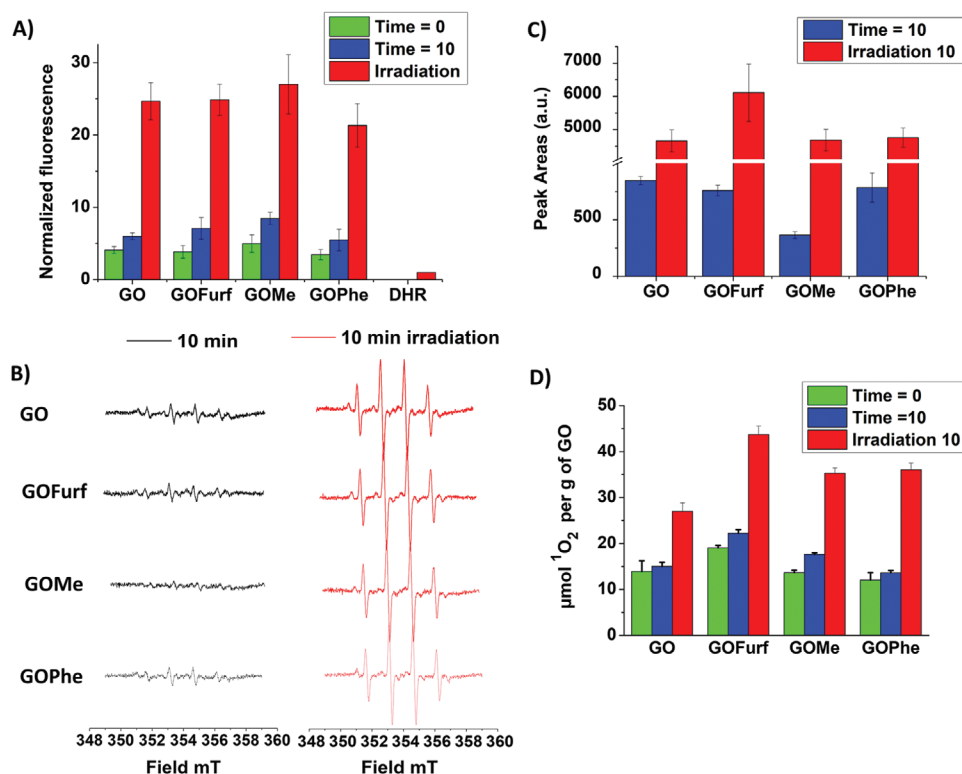 A)
Time = 0
Time = 10
Irradiation
Normalized fluorescence
30
20
10
0
GO GOFurf GOMe GOPhe DHR
C)
Time = 10
Irradiation 10
Peak Areas (a.u.)
7000
6000
5000
500
0
GO GOFurf GOMe GOPhe
10 min 10 min irradiation
B)
GO
GOFurf
GOMe
GOPhe
348 350 352 354 356 358 360 348 350 352 354 356 358 360
Field mT Field mT
D)
Time = 0
Time =10
Irradiation 10
µmol ¹O₂ per g of GO
50
40
30
20
10
0
GO GOFurf GOMe GOPhe